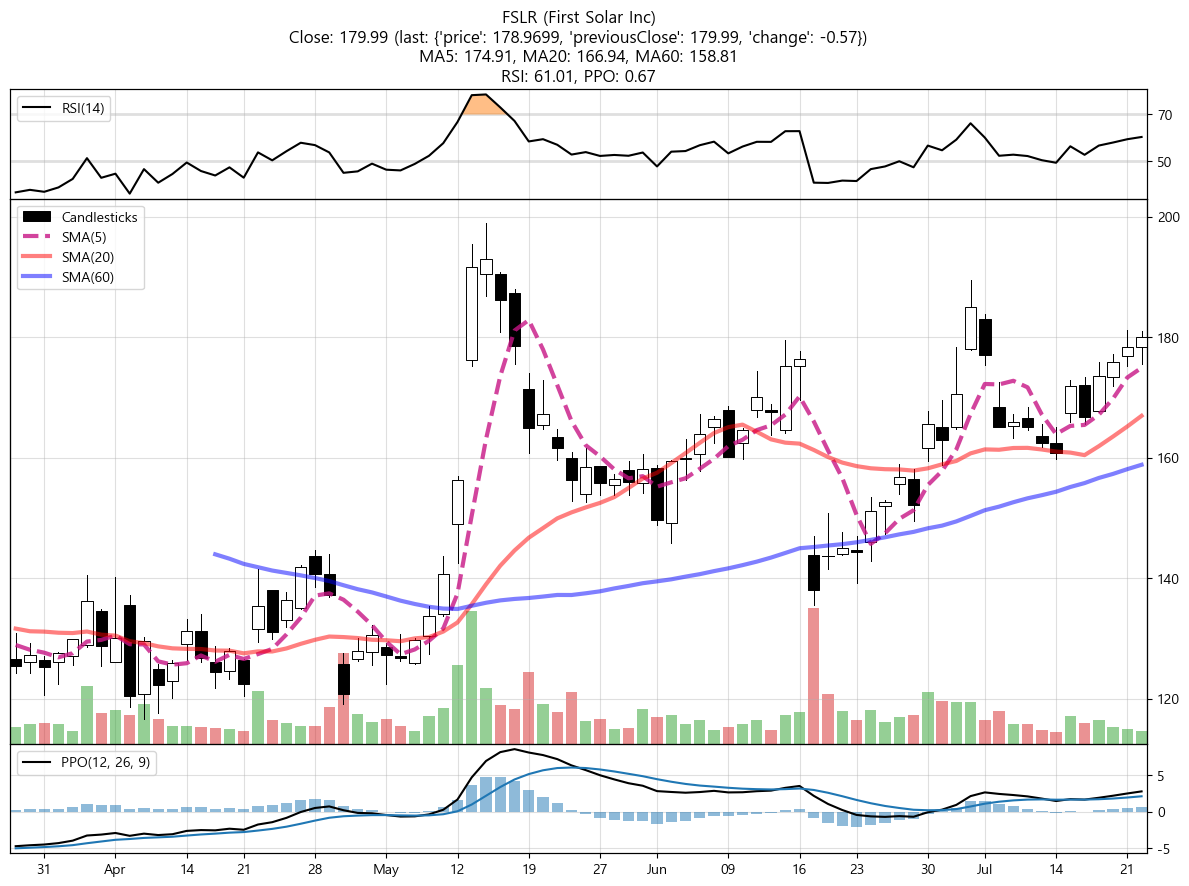 FSLR (First Solar Inc)
Close: 179.99 (last: {'price': 178.9699, 'previousClose': 179.99, 'change': -0.57})
MA5: 174.91, MA20: 166.94, MA60: 158.81
RSI: 61.01, PPO: 0.67
RSI(14)
70
50
Candlesticks
SMA(5)
SMA(20)
SMA(60)
200
180
160
140
120
PPO(12, 26, 9)
5
0
-5
31 Apr 14 21 28 May 12 19 27 Jun 09 16 23 30 Jul 14 21